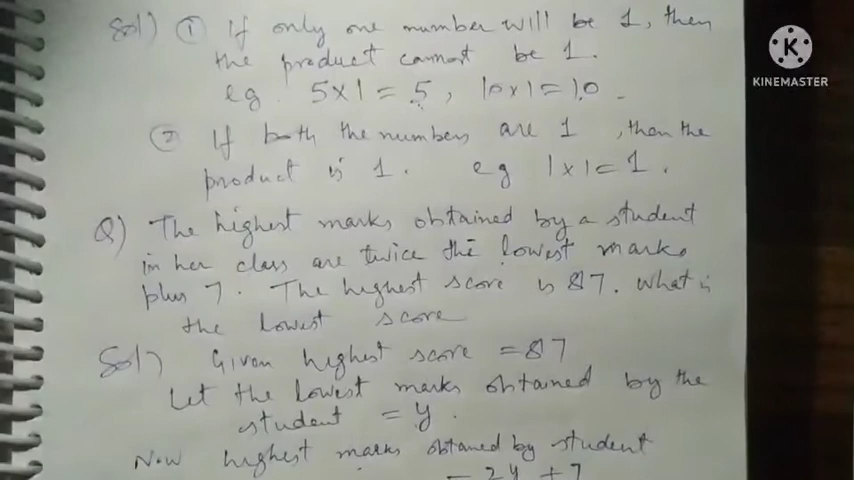 Sol) ① If only one number will be 1, then
the product cannot be 1.
eg 5×1=5, 10×1=10.
② If both the numbers are 1, then the
product is 1. eg 1×1=1.
Q) The highest marks obtained by a student
in her class are twice the lowest marks
plus 7. The highest score is 87. What is
the lowest score
Sol) Given highest score = 87
Let the lowest marks obtained by the
student = y.
Now highest marks obtained by student
= 2y + 7
K
KINEMASTER